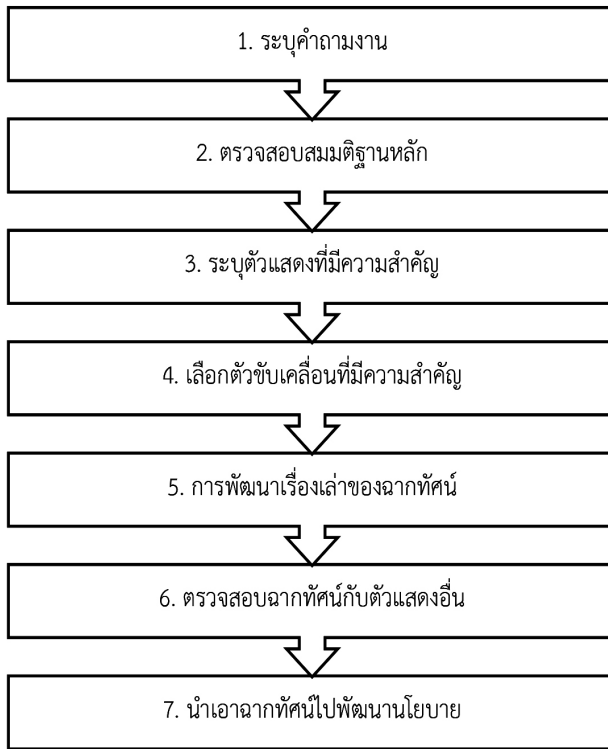 1. ระบุคำถามงาน
2. ตรวจสอบสมมติฐานหลัก
3. ระบุตัวแสดงที่มีความสำคัญ
4. เลือกตัวขับเคลื่อนที่มีความสำคัญ
5. การพัฒนาเรื่องเล่าของฉากทัศน์
6. ตรวจสอบฉากทัศน์กับตัวแสดงอื่น
7. นำเอาฉากทัศน์ไปพัฒนานโยบาย